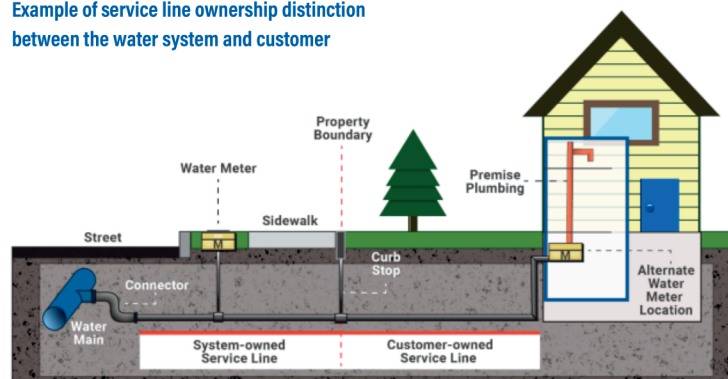 Example of service line ownership distinction
between the water system and customer
Property
Boundary
Water Meter
Premise
Plumbing
Sidewalk
Street
M
Curb
Stop
M
Connector
Alternate
Water
Meter
Location
Water
Main
System-owned
Service Line
Customer-owned
Service Line